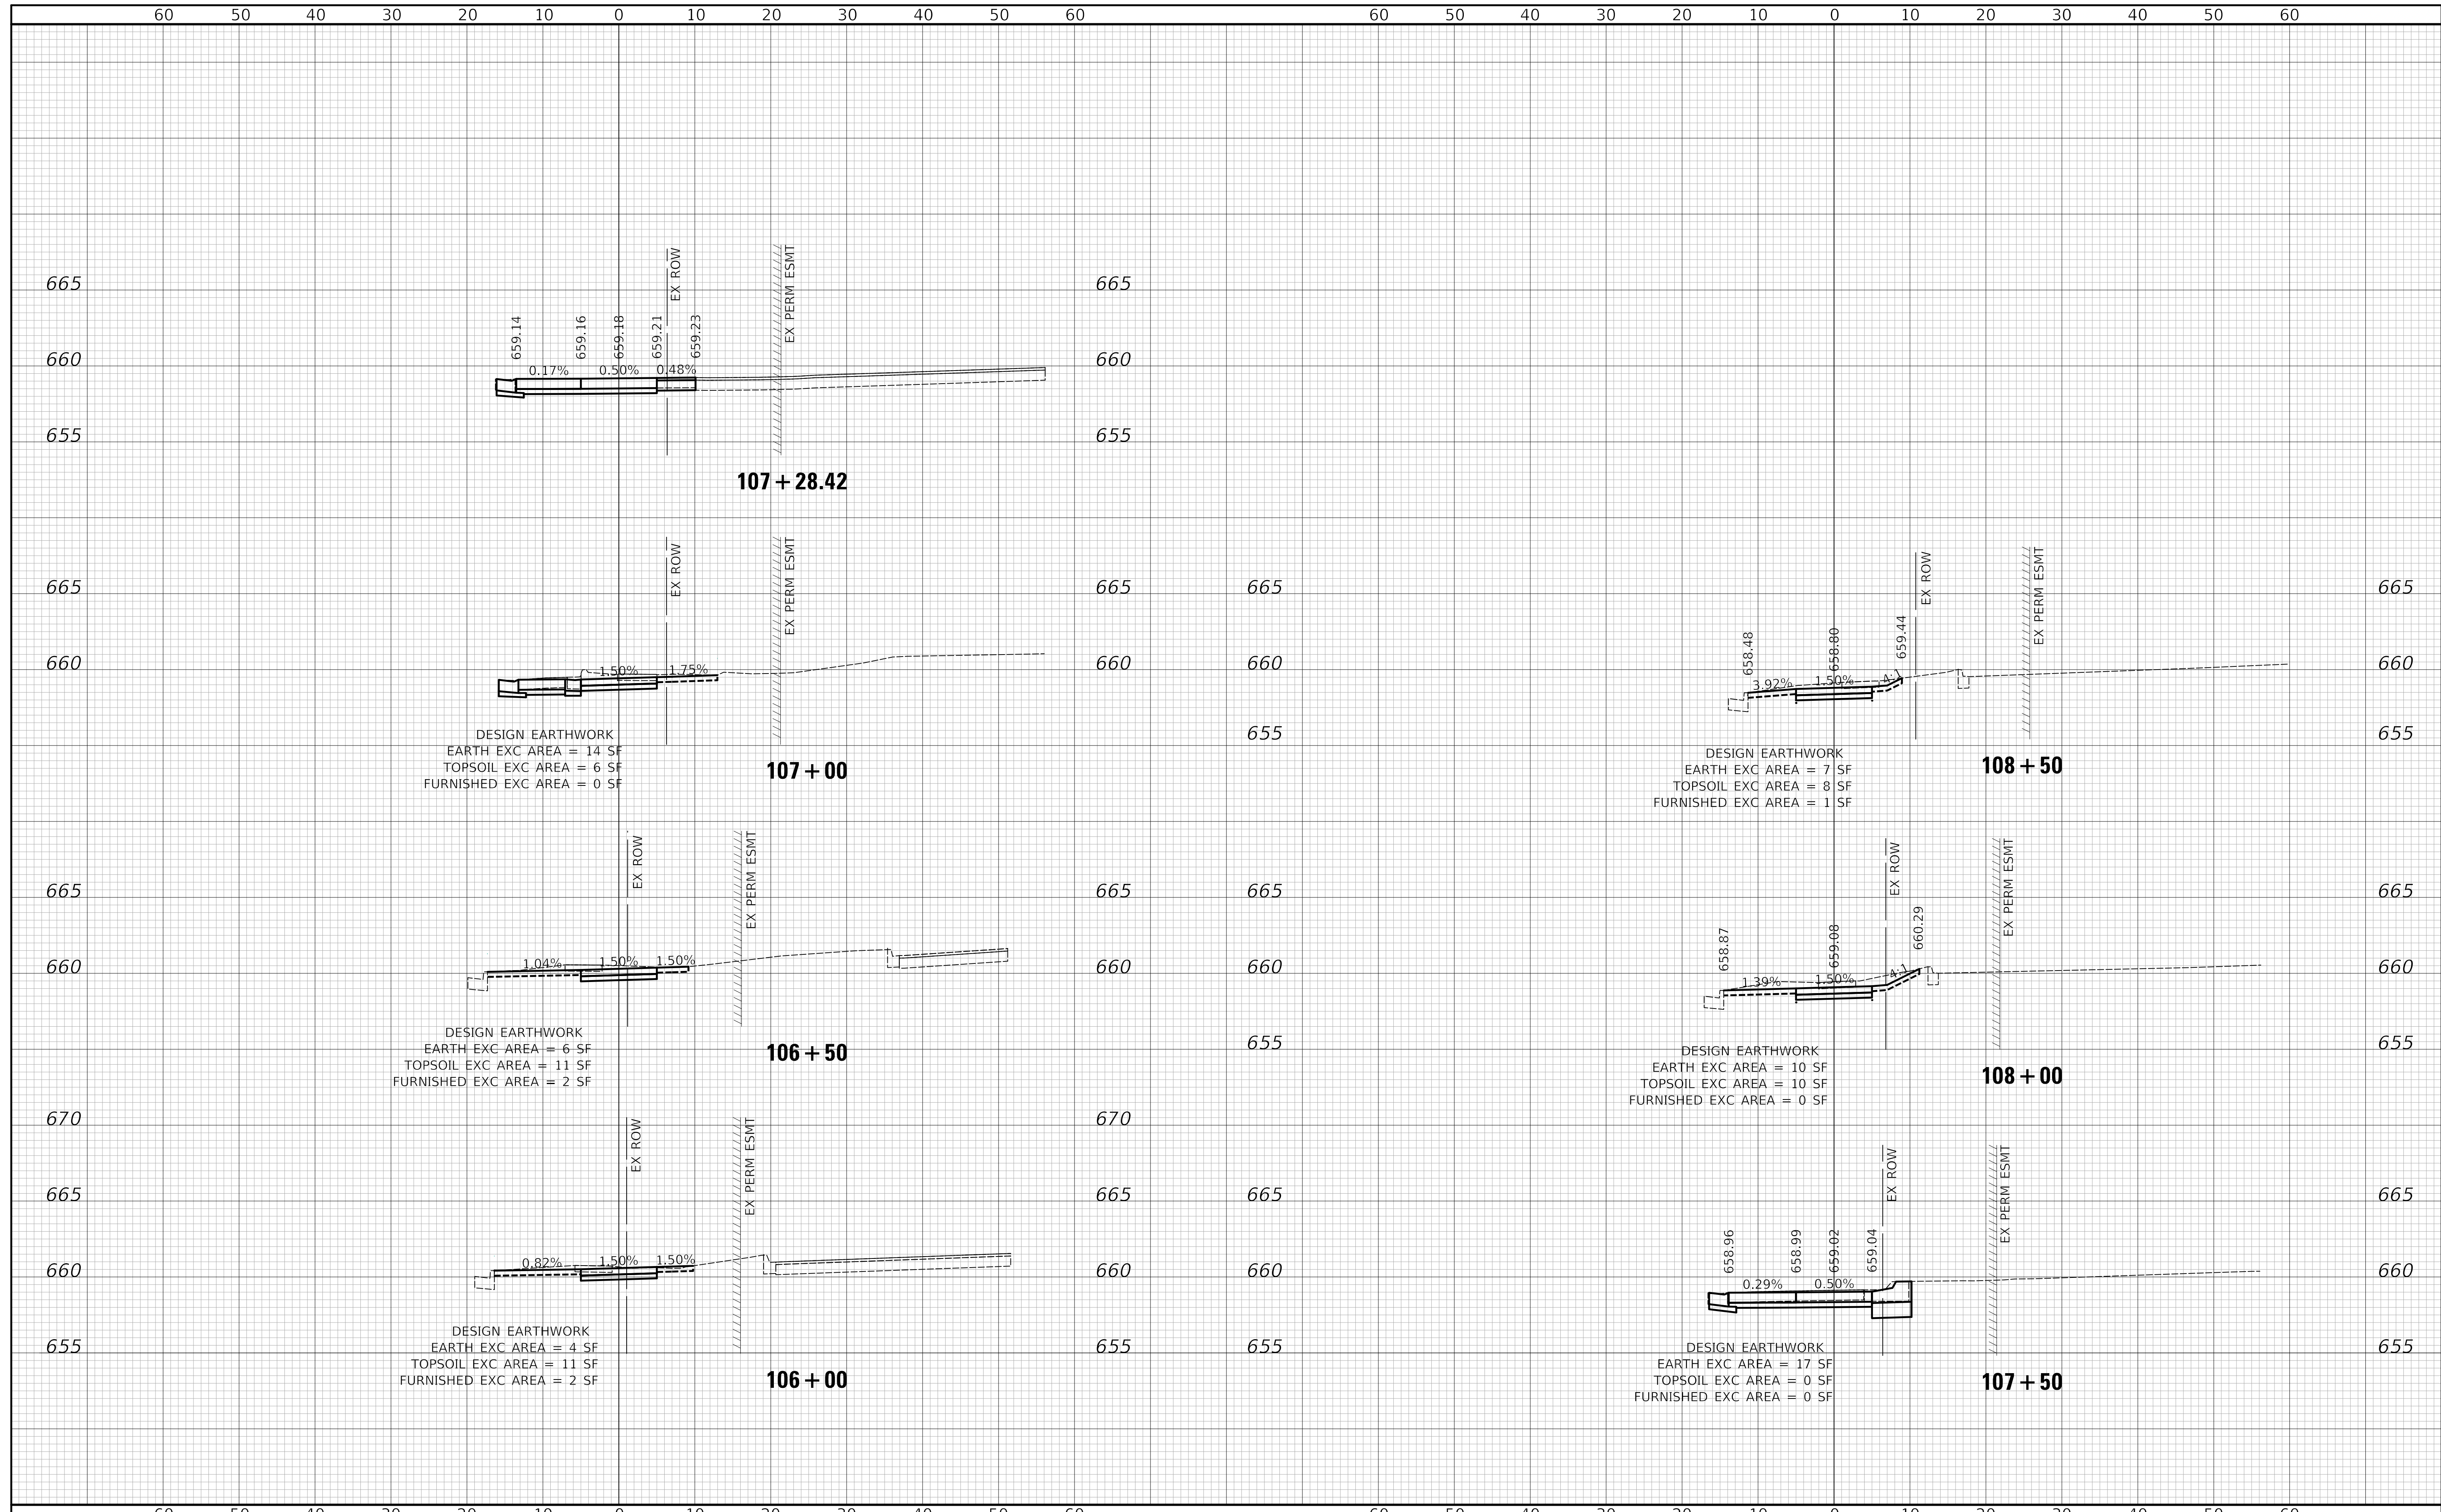 60 50 40 30 20 10 0 10 20 30 40 50 60 60 50 40 30 20 10 0 10 20 30 40 50 60
EX ROW
EX PERM ESMT
665 665
659.14 659.16 659.18 659.21 659.23
660 660
0.17% 0.50% 0.48%
655 655
107+28.42
EX ROW
EX PERM ESMT
665 665
660 660
1.50% 1.75%
DESIGN EARTHWORK
EARTH EXC AREA = 14 SF
TOPSOIL EXC AREA = 6 SF
FURNISHED EXC AREA = 0 SF
107+00
EX ROW
EX PERM ESMT
665 665
660 660
1.04% 1.50% 1.50%
DESIGN EARTHWORK
EARTH EXC AREA = 6 SF
TOPSOIL EXC AREA = 11 SF
FURNISHED EXC AREA = 2 SF
106+50
670 670
EX ROW
EX PERM ESMT
665 665
660 660
0.82% 1.50% 1.50%
655 655
DESIGN EARTHWORK
EARTH EXC AREA = 4 SF
TOPSOIL EXC AREA = 11 SF
FURNISHED EXC AREA = 2 SF
106+00
EX ROW
EX PERM ESMT
665 665
658.48 658.80 659.44
660 660
3.92% 1.50% 4:1
655 655
DESIGN EARTHWORK
EARTH EXC AREA = 7 SF
TOPSOIL EXC AREA = 8 SF
FURNISHED EXC AREA = 1 SF
108+50
EX ROW
EX PERM ESMT
665 665
658.87 659.08 660.29
660 660
1.39% 1.50% 4:1
655 655
DESIGN EARTHWORK
EARTH EXC AREA = 10 SF
TOPSOIL EXC AREA = 10 SF
FURNISHED EXC AREA = 0 SF
108+00
EX ROW
EX PERM ESMT
665 665
658.96 658.99 659.02 659.04
660 660
0.29% 0.50%
655 655
DESIGN EARTHWORK
EARTH EXC AREA = 17 SF
TOPSOIL EXC AREA = 0 SF
FURNISHED EXC AREA = 0 SF
107+50